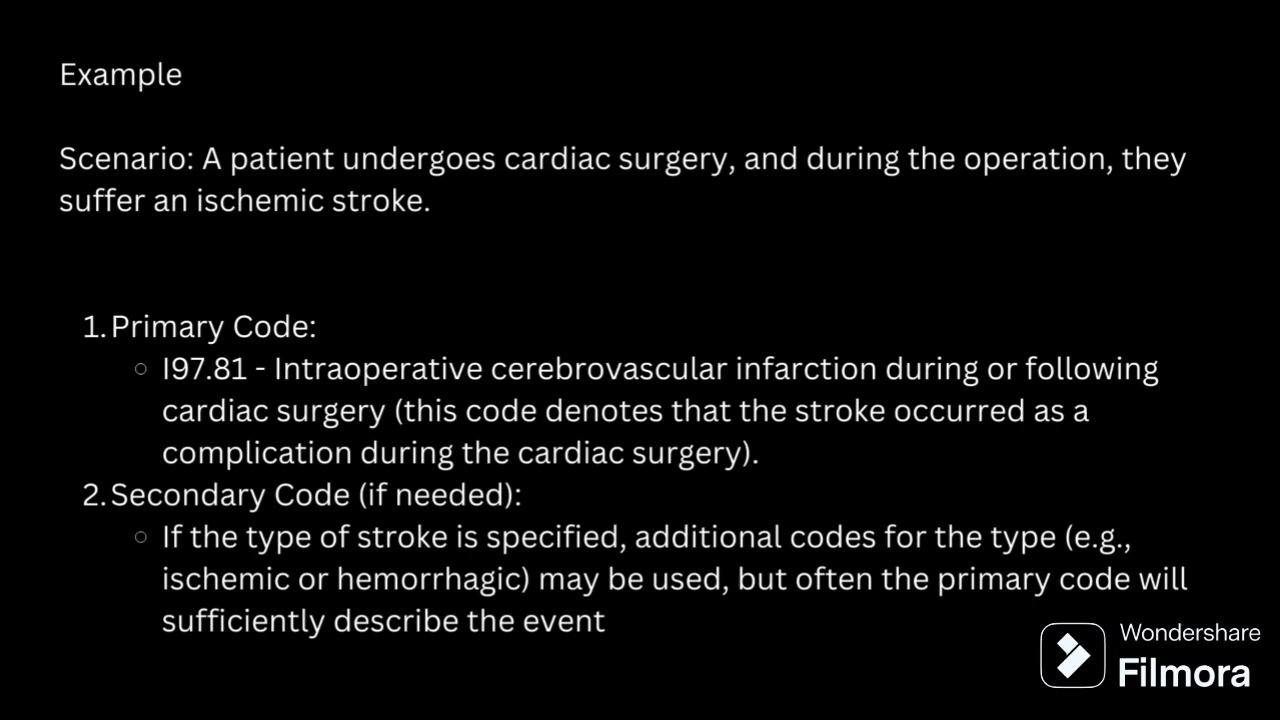 Example
Scenario: A patient undergoes cardiac surgery, and during the operation, they
suffer an ischemic stroke.
1. Primary Code:
○ I97.81 - Intraoperative cerebrovascular infarction during or following
cardiac surgery (this code denotes that the stroke occurred as a
complication during the cardiac surgery).
2. Secondary Code (if needed):
○ If the type of stroke is specified, additional codes for the type (e.g.,
ischemic or hemorrhagic) may be used, but often the primary code will
sufficiently describe the event
Wondershare
Filmora